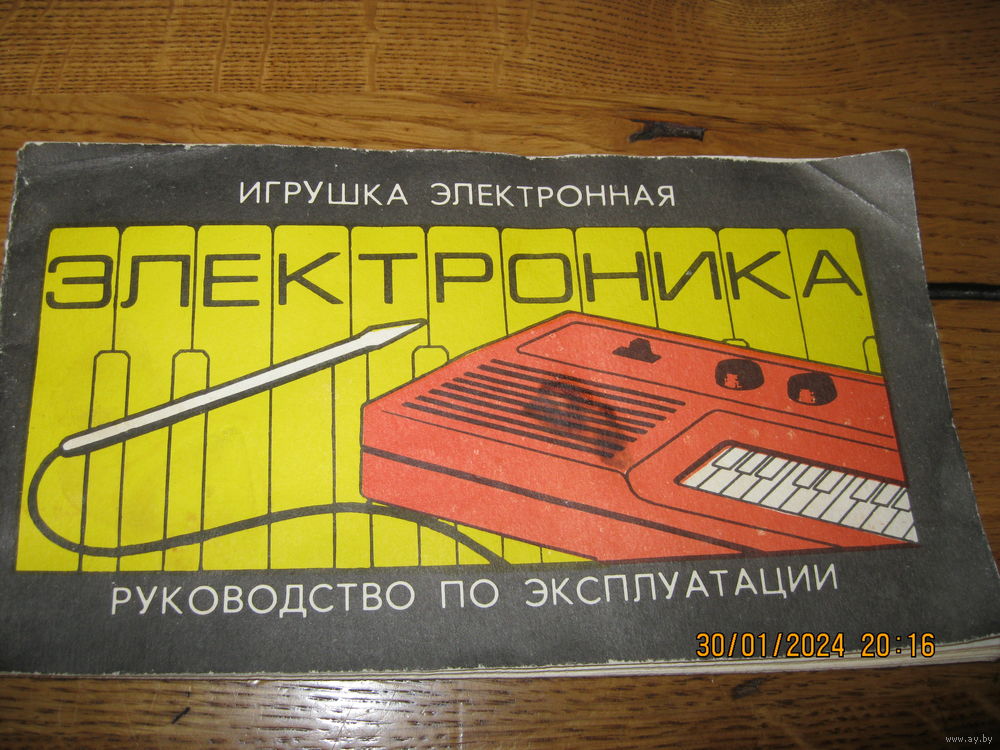 ИГРУШКА ЭЛЕКТРОННАЯ
ЭЛЕКТРОНИКА
РУКОВОДСТВО ПО ЭКСПЛУАТАЦИИ
30/01/2024 20:16
www.ay.by